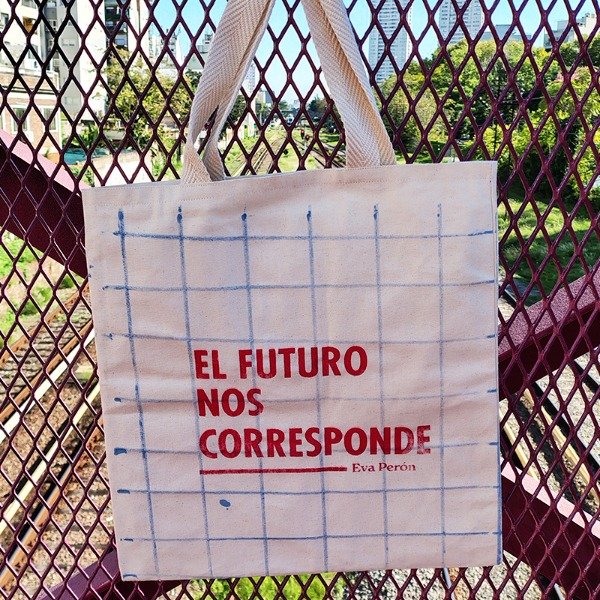 EL FUTURO
NOS
CORRESPONDE
Eva Perón